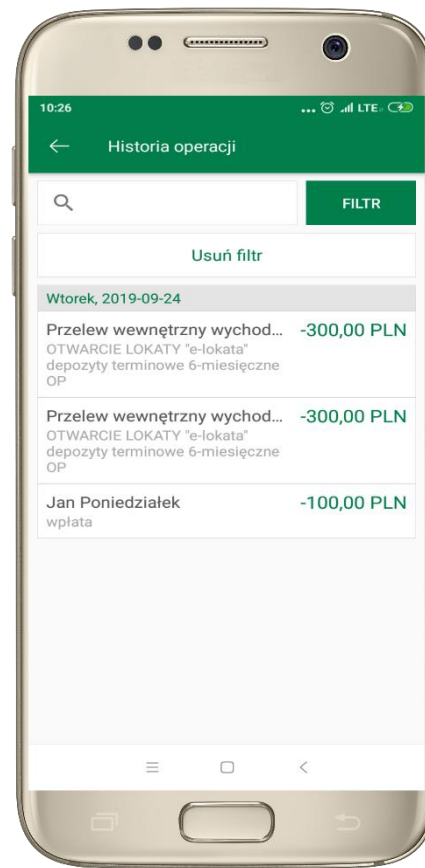 10:26
... LTE
Historia operacji
FILTR
Usuń filtr
Wtorek, 2019-09-24
Przelew wewnętrzny wychod... -300,00 PLN
OTWARCIE LOKATY "e-lokata"
depozyty terminowe 6-miesięczne
OP
Przelew wewnętrzny wychod... -300,00 PLN
OTWARCIE LOKATY "e-lokata"
depozyty terminowe 6-miesięczne
OP
Jan Poniedziałek -100,00 PLN
wpłata